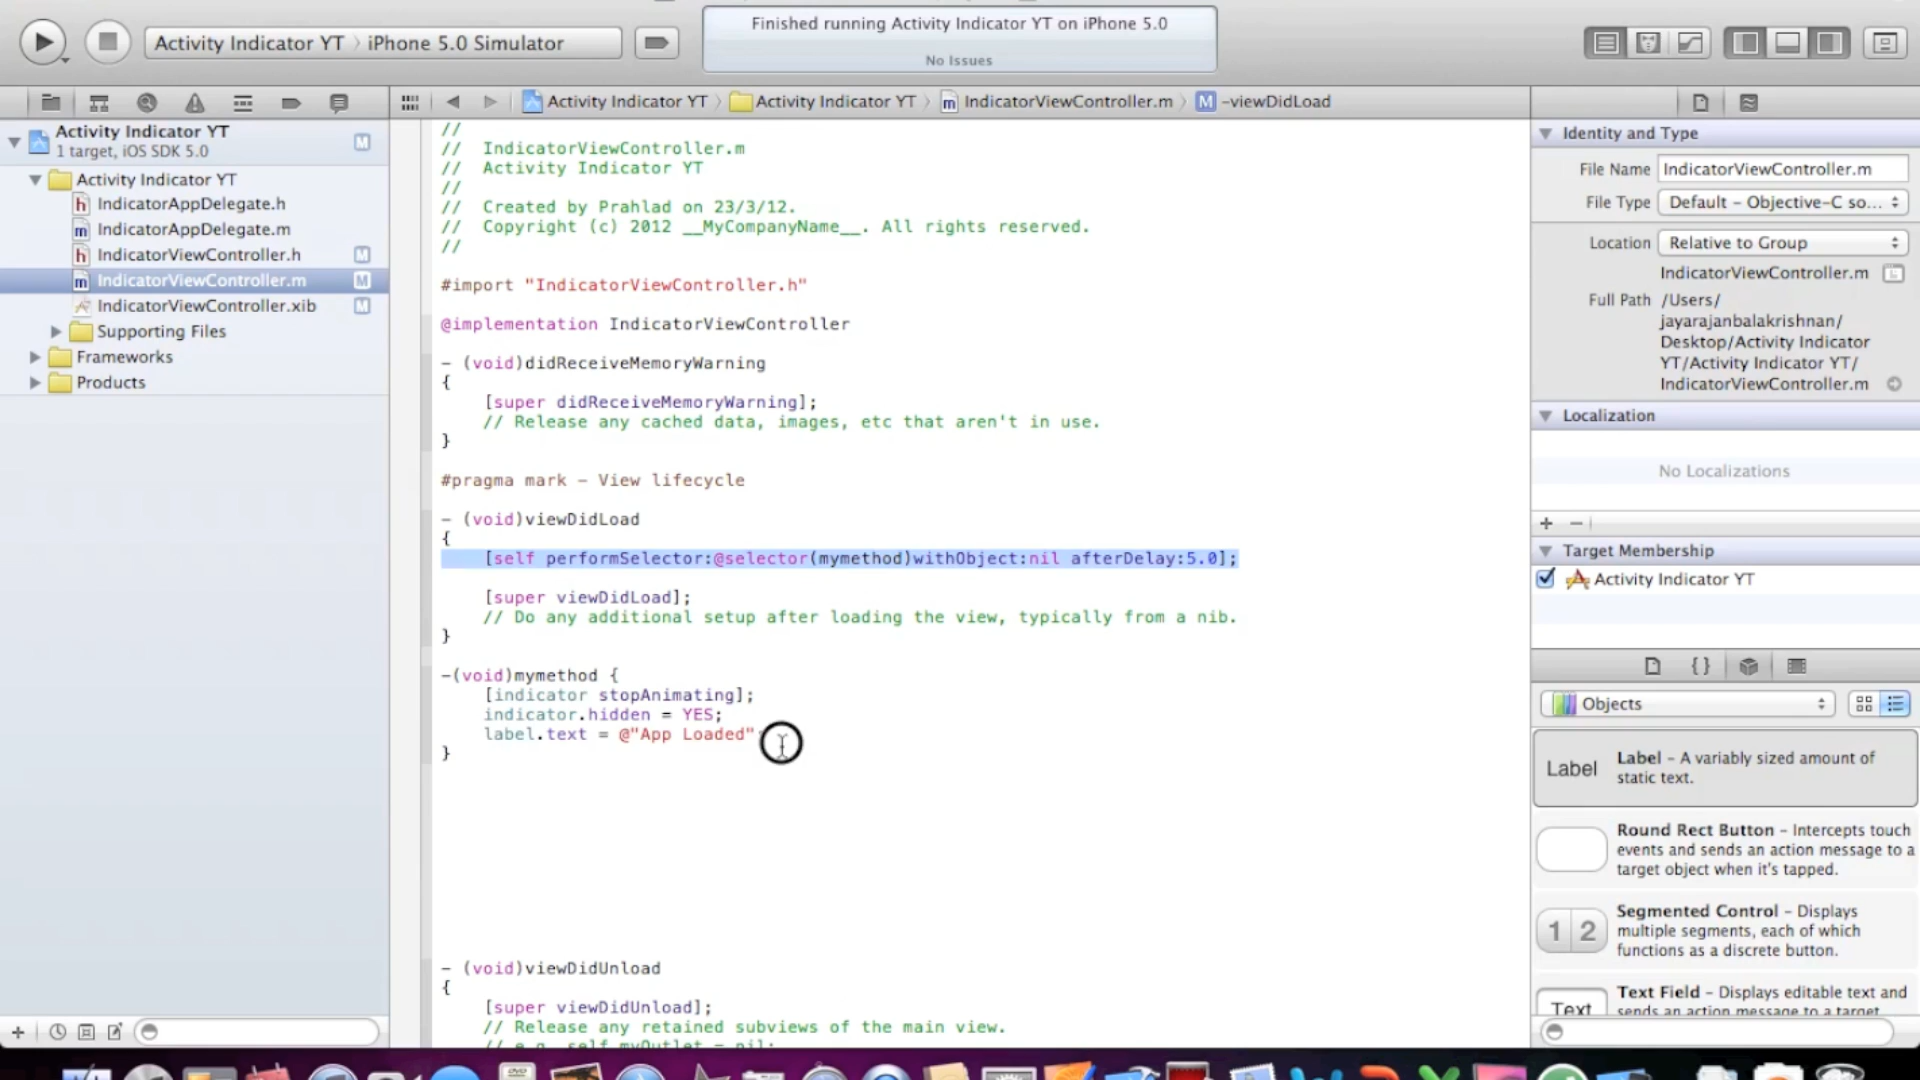 Activity Indicator YT › iPhone 5.0 Simulator
Finished running Activity Indicator YT on iPhone 5.0
No Issues
Activity Indicator YT
1 target, iOS SDK 5.0
M
Activity Indicator YT
h IndicatorAppDelegate.h
m IndicatorAppDelegate.m
h IndicatorViewController.h M
m IndicatorViewController.m M
IndicatorViewController.xib M
Supporting Files
Frameworks
Products
Activity Indicator YT › Activity Indicator YT › m IndicatorViewController.m › M -viewDidLoad
//
// IndicatorViewController.m
// Activity Indicator YT
//
// Created by Prahlad on 23/3/12.
// Copyright (c) 2012 __MyCompanyName__. All rights reserved.
//
#import "IndicatorViewController.h"
@implementation IndicatorViewController
- (void)didReceiveMemoryWarning
{
[super didReceiveMemoryWarning];
// Release any cached data, images, etc that aren't in use.
}
#pragma mark - View lifecycle
- (void)viewDidLoad
{
[self performSelector:@selector(mymethod)withObject:nil afterDelay:5.0];
[super viewDidLoad];
// Do any additional setup after loading the view, typically from a nib.
}
-(void)mymethod {
[indicator stopAnimating];
indicator.hidden = YES;
label.text = @"App Loaded"
}
- (void)viewDidUnload
{
[super viewDidUnload];
// Release any retained subviews of the main view.
// e.g. self.myOutlet = nil;
Identity and Type
File Name IndicatorViewController.m
File Type Default - Objective-C so...
Location Relative to Group
IndicatorViewController.m
Full Path /Users/
jayarajanbalakrishnan/
Desktop/Activity Indicator
YT/Activity Indicator YT/
IndicatorViewController.m
Localization
No Localizations
Target Membership
Activity Indicator YT
{ }
Objects
Label
Label - A variably sized amount of
static text.
Round Rect Button - Intercepts touch
events and sends an action message to a
target object when it's tapped.
1 2
Segmented Control - Displays
multiple segments, each of which
functions as a discrete button.
Text
Text Field - Displays editable text and
sends an action message to a target